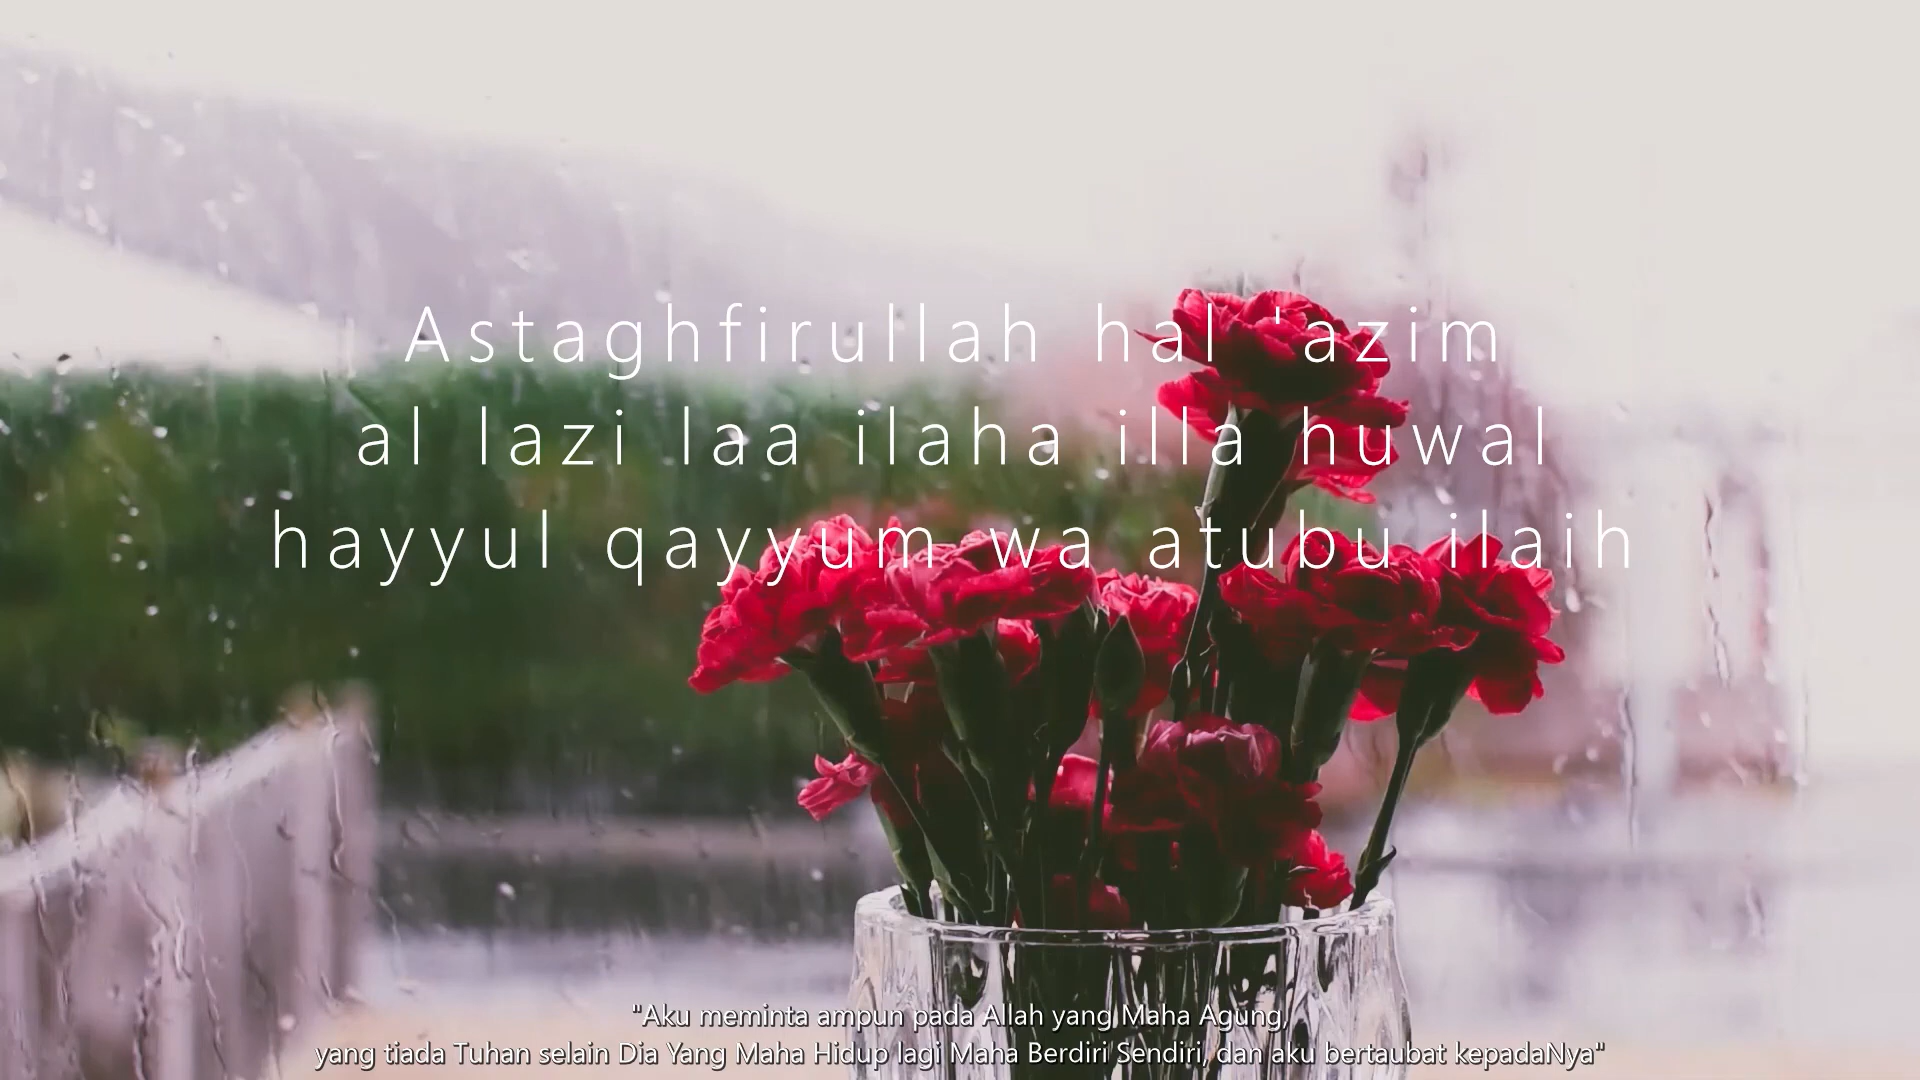 Astaghfirullah hal 'azim
al lazi laa ilaha illa huwal
hayyul qayyum wa atubu ilaih
"Aku meminta ampun pada Allah yang Maha Agung,
yang tiada Tuhan selain Dia Yang Maha Hidup lagi Maha Berdiri Sendiri, dan aku bertaubat kepadaNya"